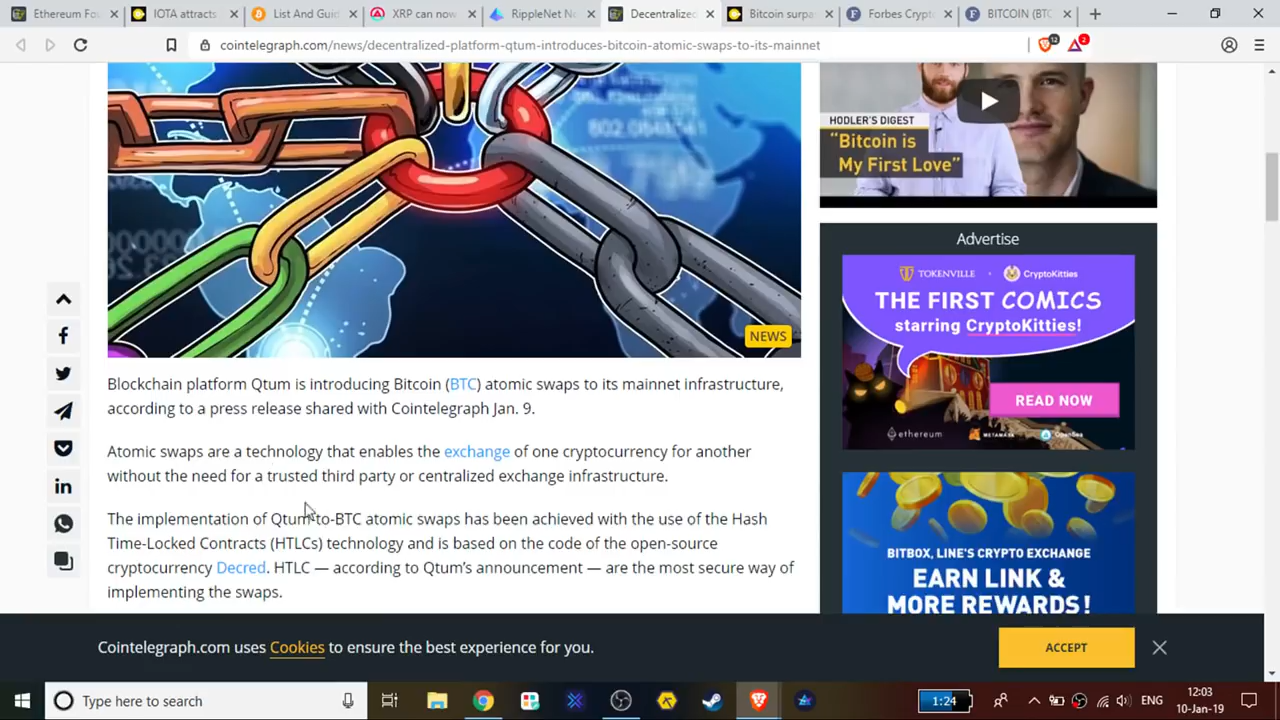 Ethereum Fou
IOTA attracts
List And Guid
XRP can now
RippleNet Ne
Decentralized
Bitcoin surpa
Forbes Crypt
BITCOIN (BTC
cointelegraph.com/news/decentralized-platform-qtum-introduces-bitcoin-atomic-swaps-to-its-mainnet
12
2
NEWS
Blockchain platform Qtum is introducing Bitcoin (BTC) atomic swaps to its mainnet infrastructure,
according to a press release shared with Cointelegraph Jan. 9.
Atomic swaps are a technology that enables the exchange of one cryptocurrency for another
without the need for a trusted third party or centralized exchange infrastructure.
The implementation of Qtum-to-BTC atomic swaps has been achieved with the use of the Hash
Time-Locked Contracts (HTLCs) technology and is based on the code of the open-source
cryptocurrency Decred. HTLC — according to Qtum's announcement — are the most secure way of
implementing the swaps.
HODLER'S DIGEST
"Bitcoin is
My First Love"
Advertise
TOKENVILLE
CryptoKitties
THE FIRST COMICS
starring CryptoKitties!
READ NOW
ethereum
METAMASK
OpenSea
BITBOX, LINE'S CRYPTO EXCHANGE
EARN LINK &
MORE REWARDS!
Cointelegraph.com uses Cookies to ensure the best experience for you.
ACCEPT
Type here to search
1:24
ENG
12:03
10-Jan-19